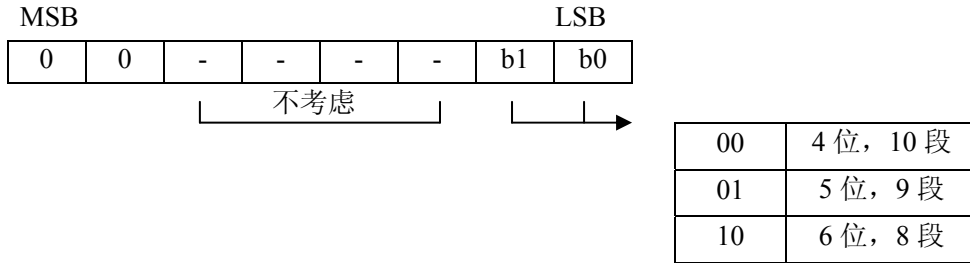 MSB LSB
0 0 - - - - b1 b0
不考虑
00 4 位，10 段
01 5 位，9 段
10 6 位，8 段